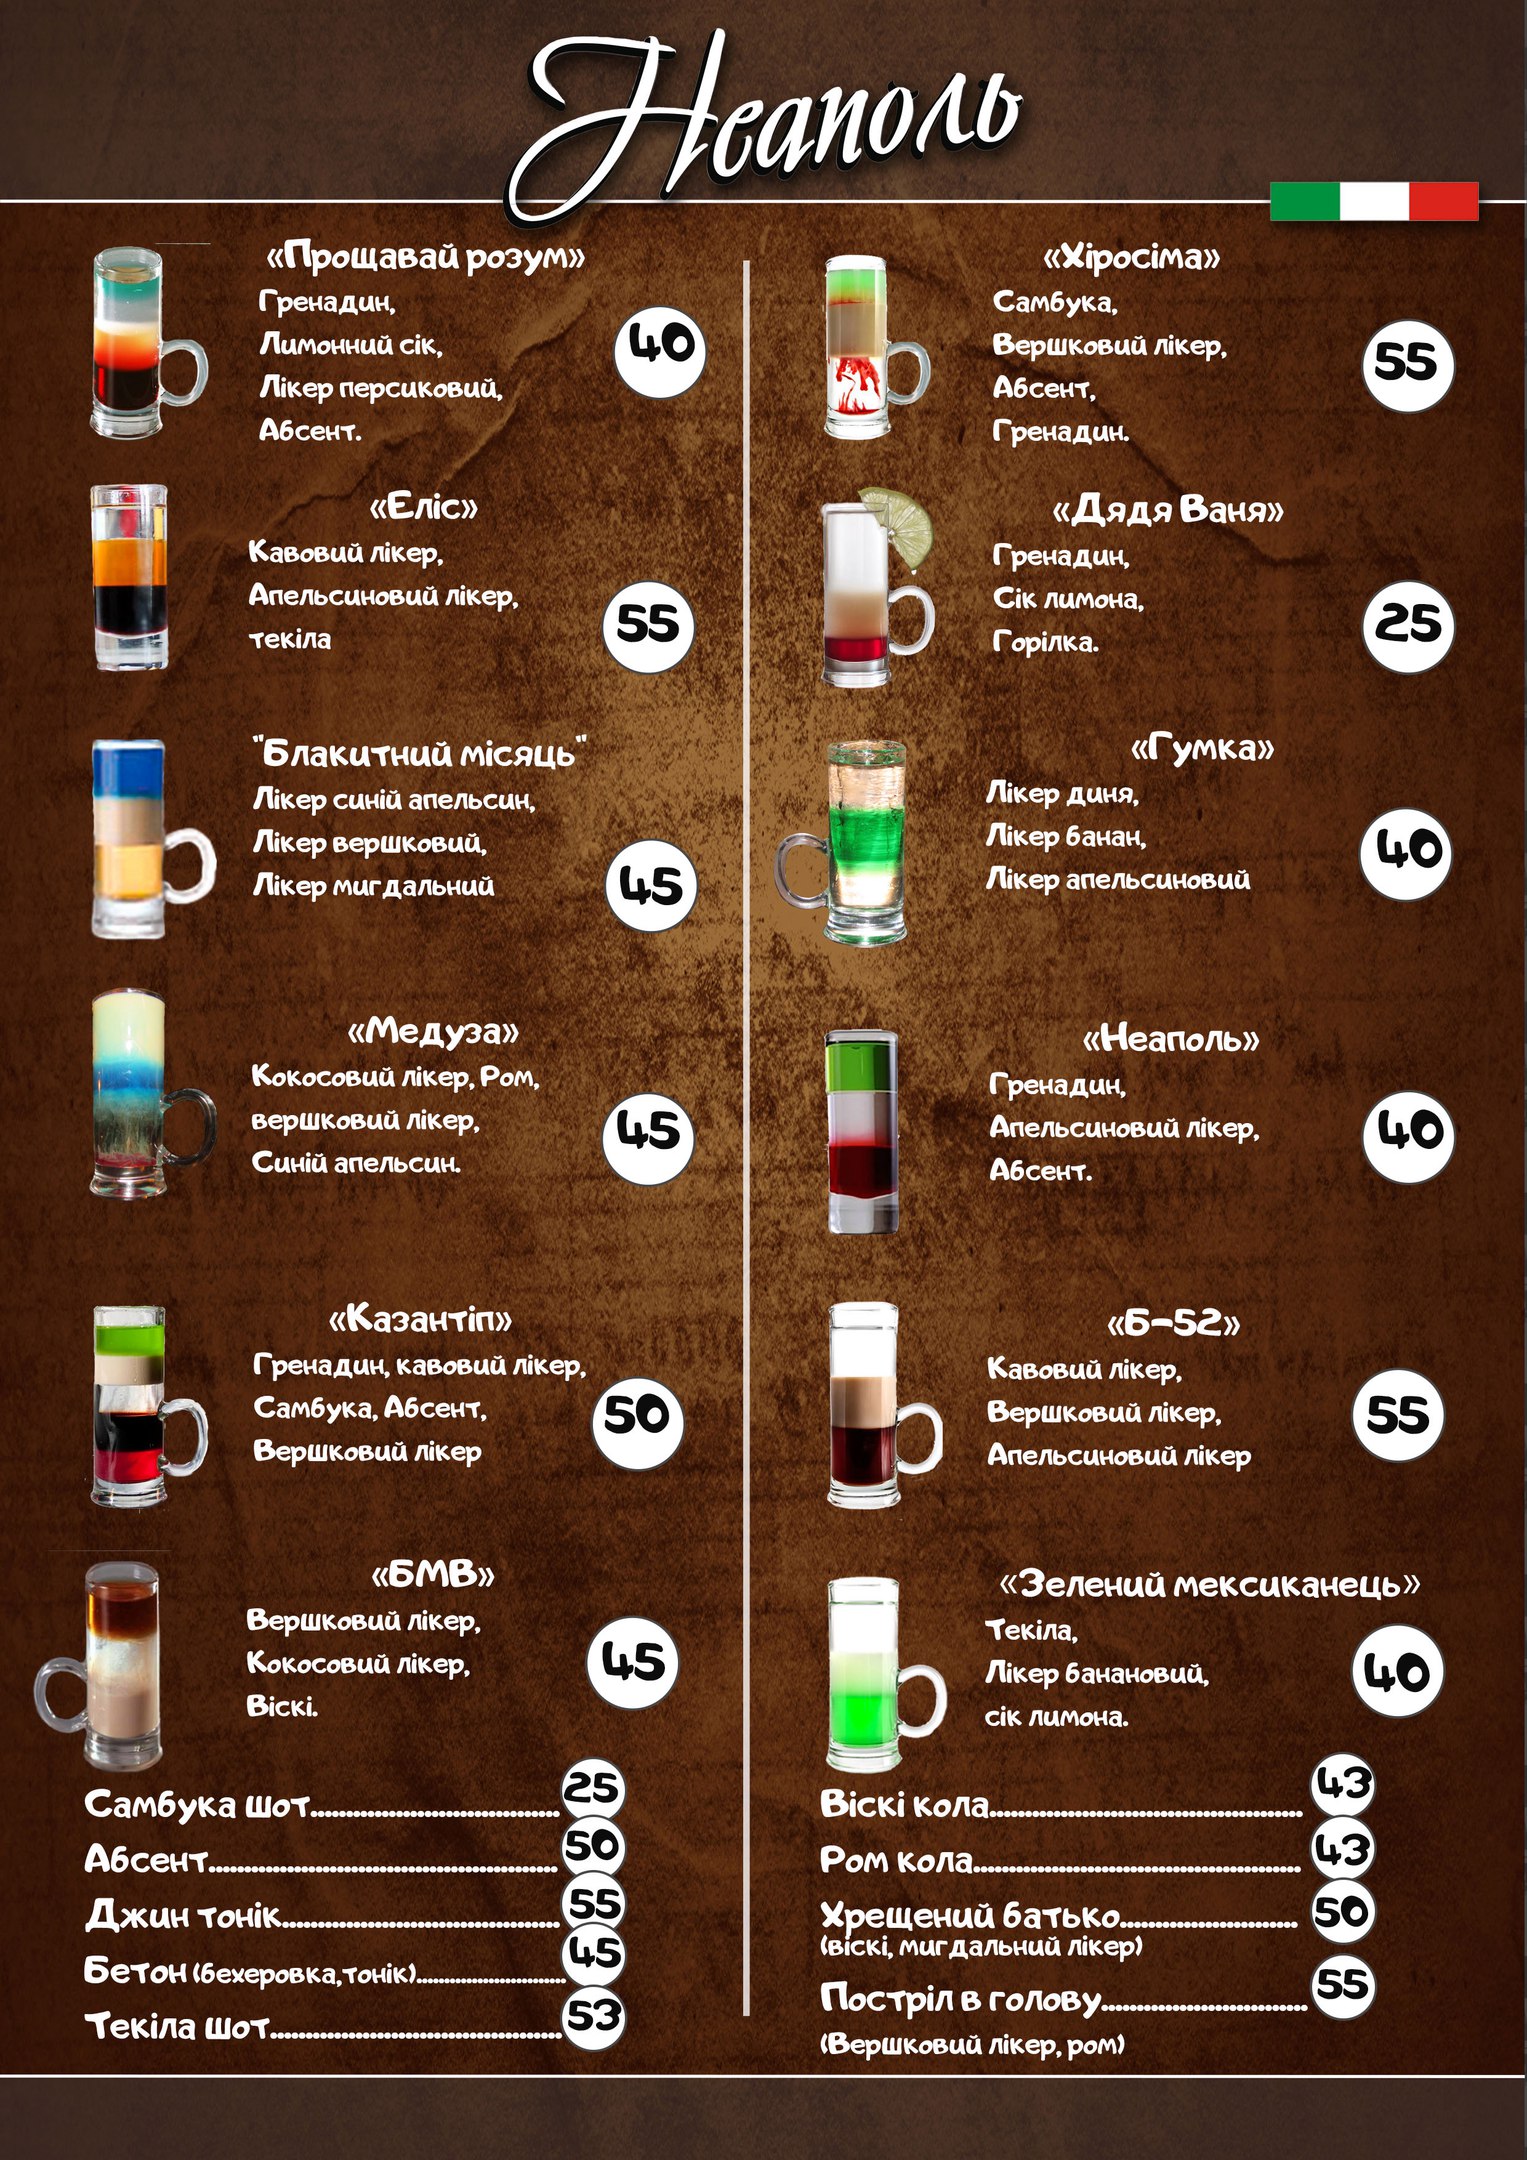 Неаполь
«Прощавай розум»
Гренадин,
Лимонний сік,
Лікер персиковий,
Абсент.
40
«Еліс»
Кавовий лікер,
Апельсиновий лікер,
текіла
55
"Блакитний місяць"
Лікер синій апельсин,
Лікер вершковий,
Лікер мигдальний
45
«Медуза»
Кокосовий лікер, Ром,
вершковий лікер,
Синій апельсин.
45
«Казантіп»
Гренадин, кавовий лікер,
Самбука, Абсент,
Вершковий лікер
50
«БМВ»
Вершковий лікер,
Кокосовий лікер,
Віскі.
45
Самбука шот 25
Абсент 50
Джин тонік 55
Бетон (бехеровка,тонік) 45
Текіла шот 53
«Хіросіма»
Самбука,
Вершковий лікер,
Абсент,
Гренадин.
55
«Дядя Ваня»
Гренадин,
Сік лимона,
Горілка.
25
«Гумка»
Лікер диня,
Лікер банан,
Лікер апельсиновий
40
«Неаполь»
Гренадин,
Апельсиновий лікер,
Абсент.
40
«Б-52»
Кавовий лікер,
Вершковий лікер,
Апельсиновий лікер
55
«Зелений мексиканець»
Текіла,
Лікер банановий,
сік лимона.
40
Віскі кола 43
Ром кола 43
Хрещений батько 50
(віскі, мигдальний лікер)
Постріл в голову 55
(Вершковий лікер, ром)